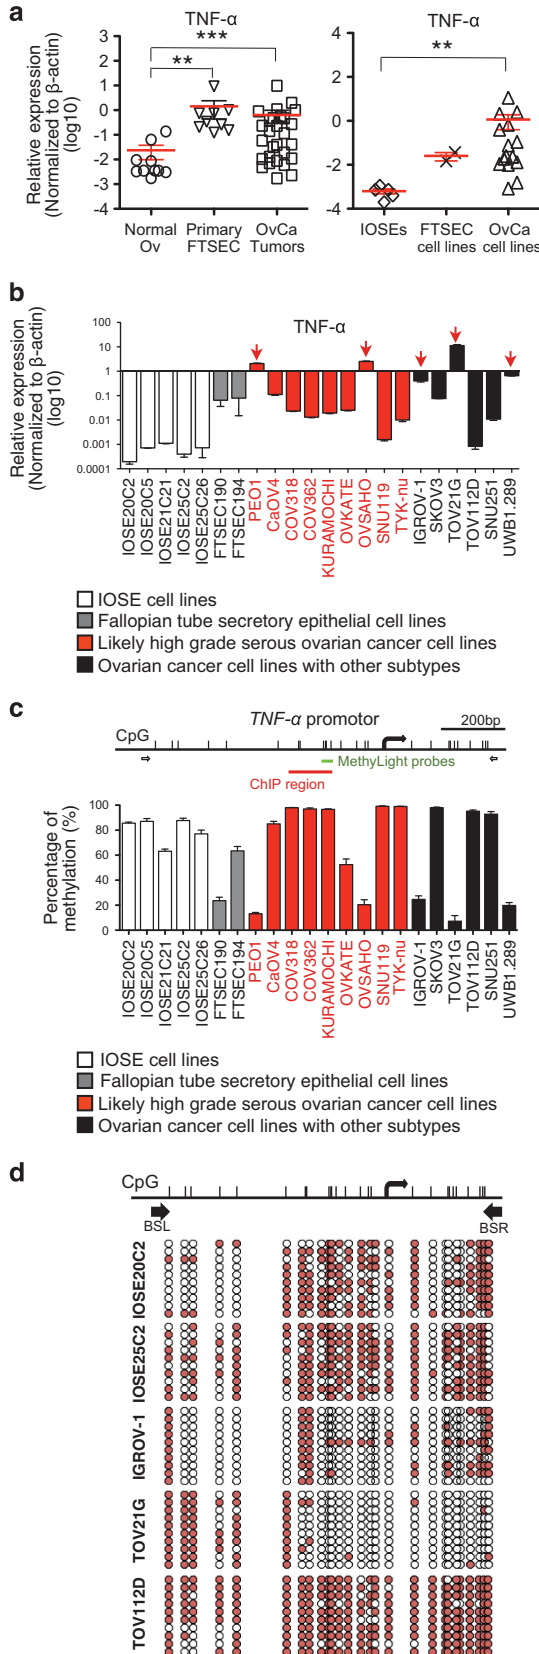 a
TNF-α
TNF-α
Relative expression
(Normalized to β-actin)
(log10)
3
2
1
0
-1
-2
-3
-4
***
**
Normal
Ov
Primary
FTSEC
OvCa
Tumors
4
2
0
-2
-4
**
IOSEs
FTSEC
cell lines
OvCa
cell lines
b
TNF-α
Relative expression
(Normalized to β-actin)
(log10)
100
10
1
0.1
0.01
0.001
0.0001
IOSE20C2
IOSE20C5
IOSE21C21
IOSE25C2
IOSE25C26
FTSEC190
FTSEC194
PEO1
CaOV4
COV318
COV362
KURAMOCHI
OVKATE
OVSAHO
SNU119
TYK-nu
IGROV-1
SKOV3
TOV21G
TOV112D
SNU251
UWB1.289
IOSE cell lines
Fallopian tube secretory epithelial cell lines
Likely high grade serous ovarian cancer cell lines
Ovarian cancer cell lines with other subtypes
c
TNF-α promotor
200bp
CpG
MethyLight probes
ChIP region
Percentage of
methylation (%)
100
80
60
40
20
0
IOSE20C2
IOSE20C5
IOSE21C21
IOSE25C2
IOSE25C26
FTSEC190
FTSEC194
PEO1
CaOV4
COV318
COV362
KURAMOCHI
OVKATE
OVSAHO
SNU119
TYK-nu
IGROV-1
SKOV3
TOV21G
TOV112D
SNU251
UWB1.289
IOSE cell lines
Fallopian tube secretory epithelial cell lines
Likely high grade serous ovarian cancer cell lines
Ovarian cancer cell lines with other subtypes
d
CpG
BSL
BSR
IOSE20C2
IOSE25C2
IGROV-1
TOV21G
TOV112D